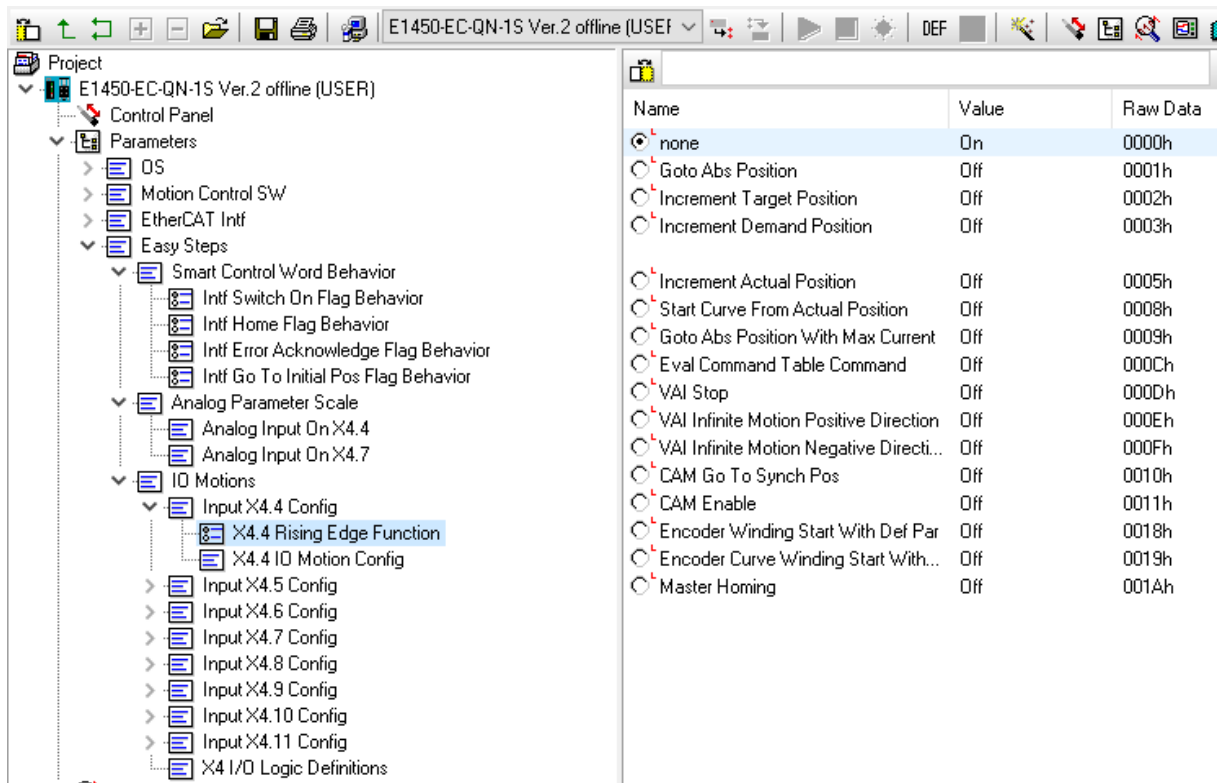 E1450-EC-QN-1S Ver.2 offline (USEF
DEF
Project
E1450-EC-QN-1S Ver.2 offline (USER)
Control Panel
Parameters
OS
Motion Control SW
EtherCAT Intf
Easy Steps
Smart Control Word Behavior
Intf Switch On Flag Behavior
Intf Home Flag Behavior
Intf Error Acknowledge Flag Behavior
Intf Go To Initial Pos Flag Behavior
Analog Parameter Scale
Analog Input On X4.4
Analog Input On X4.7
IO Motions
Input X4.4 Config
X4.4 Rising Edge Function
X4.4 IO Motion Config
Input X4.5 Config
Input X4.6 Config
Input X4.7 Config
Input X4.8 Config
Input X4.9 Config
Input X4.10 Config
Input X4.11 Config
X4 I/O Logic Definitions
Name Value Raw Data
none On 0000h
Goto Abs Position Off 0001h
Increment Target Position Off 0002h
Increment Demand Position Off 0003h
Increment Actual Position Off 0005h
Start Curve From Actual Position Off 0008h
Goto Abs Position With Max Current Off 0009h
Eval Command Table Command Off 000Ch
VAI Stop Off 000Dh
VAI Infinite Motion Positive Direction Off 000Eh
VAI Infinite Motion Negative Directi... Off 000Fh
CAM Go To Synch Pos Off 0010h
CAM Enable Off 0011h
Encoder Winding Start With Def Par Off 0018h
Encoder Curve Winding Start With... Off 0019h
Master Homing Off 001Ah